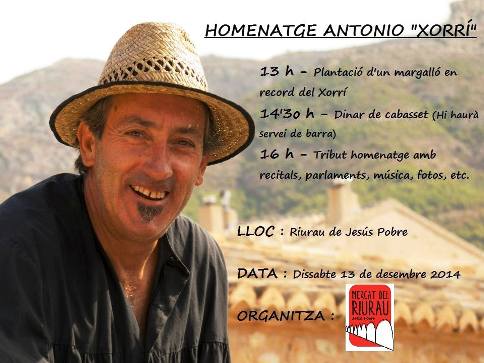 HOMENATGE ANTONIO "XORRÍ"
13 h - Plantació d'un margalló en
record del Xorrí
14'30 h - Dinar de cabasset (Hi haurà
servei de barra)
16 h - Tribut homenatge amb
recitals, parlaments, música, fotos, etc.
LLOC : Riurau de Jesús Pobre
DATA : Dissabte 13 de desembre 2014
ORGANITZA :
MERCAT DEL
RIURAU
JESÚS POBRE